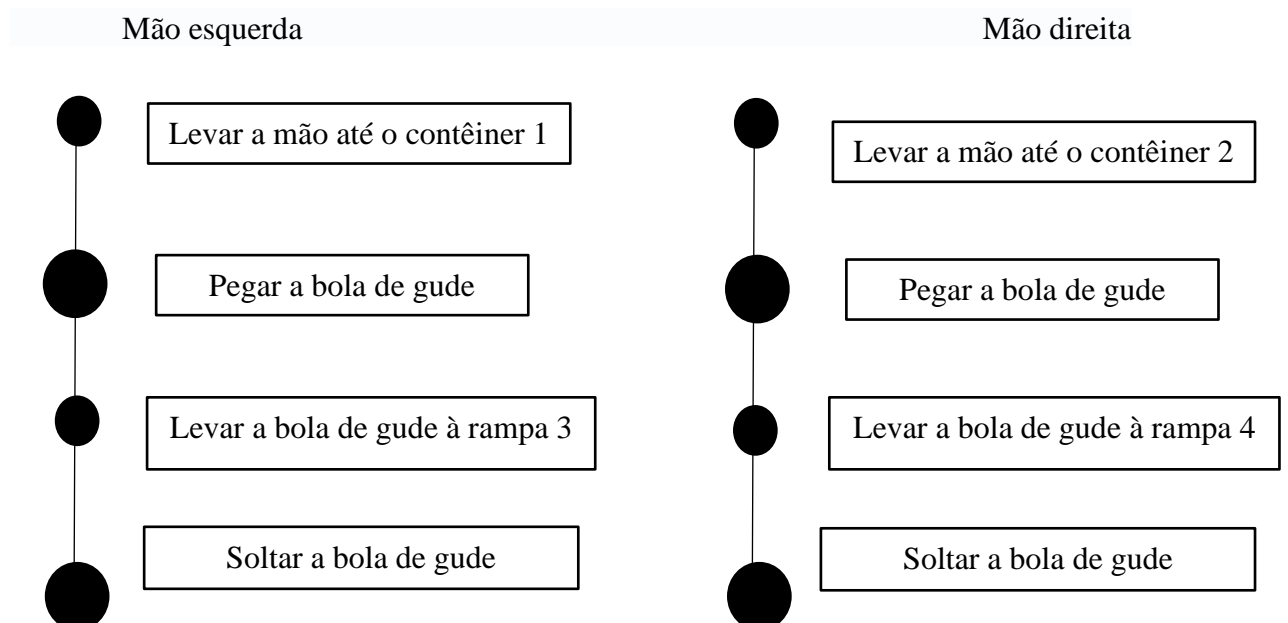 Mão esquerda
Mão direita
Levar a mão até o contêiner 1
Levar a mão até o contêiner 2
Pegar a bola de gude
Pegar a bola de gude
Levar a bola de gude à rampa 3
Levar a bola de gude à rampa 4
Soltar a bola de gude
Soltar a bola de gude